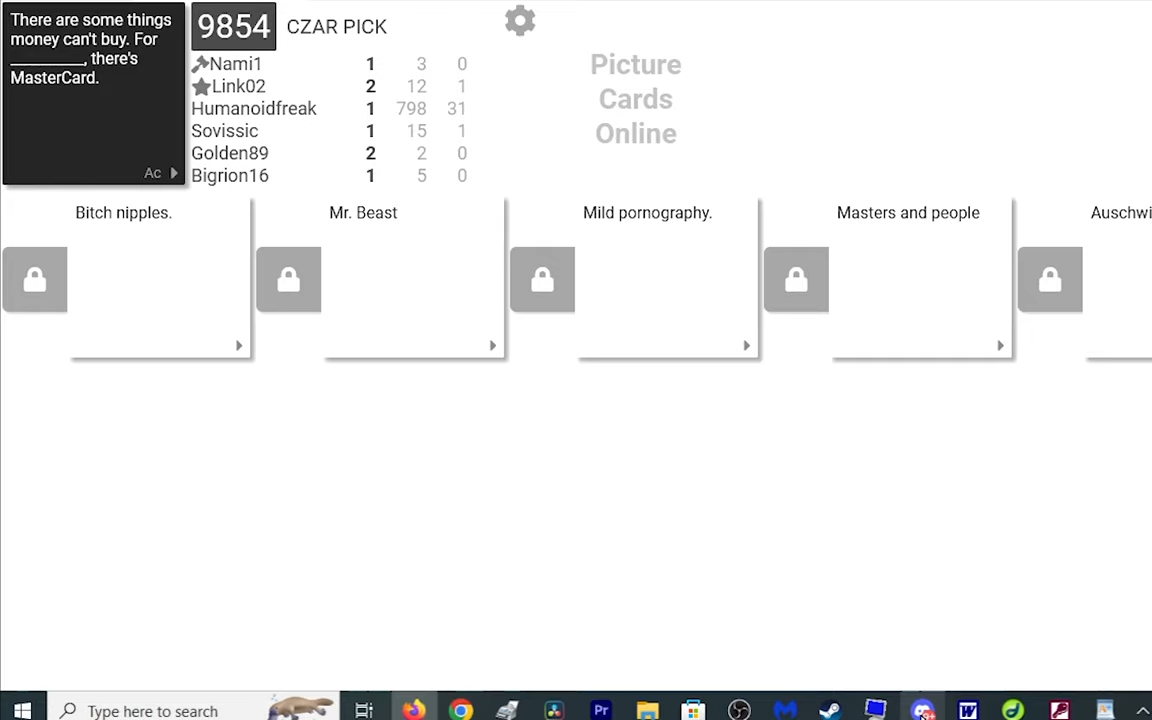 There are some things
money can't buy. For
________, there's
MasterCard.
Ac
9854
CZAR PICK
Nami1 1 3 0
Link02 2 12 1
Humanoidfreak 1 798 31
Sovissic 1 15 1
Golden89 2 2 0
Bigrion16 1 5 0
Picture
Cards
Online
Bitch nipples.
Mr. Beast
Mild pornography.
Masters and people
Auschwi
Type here to search
Pr
W